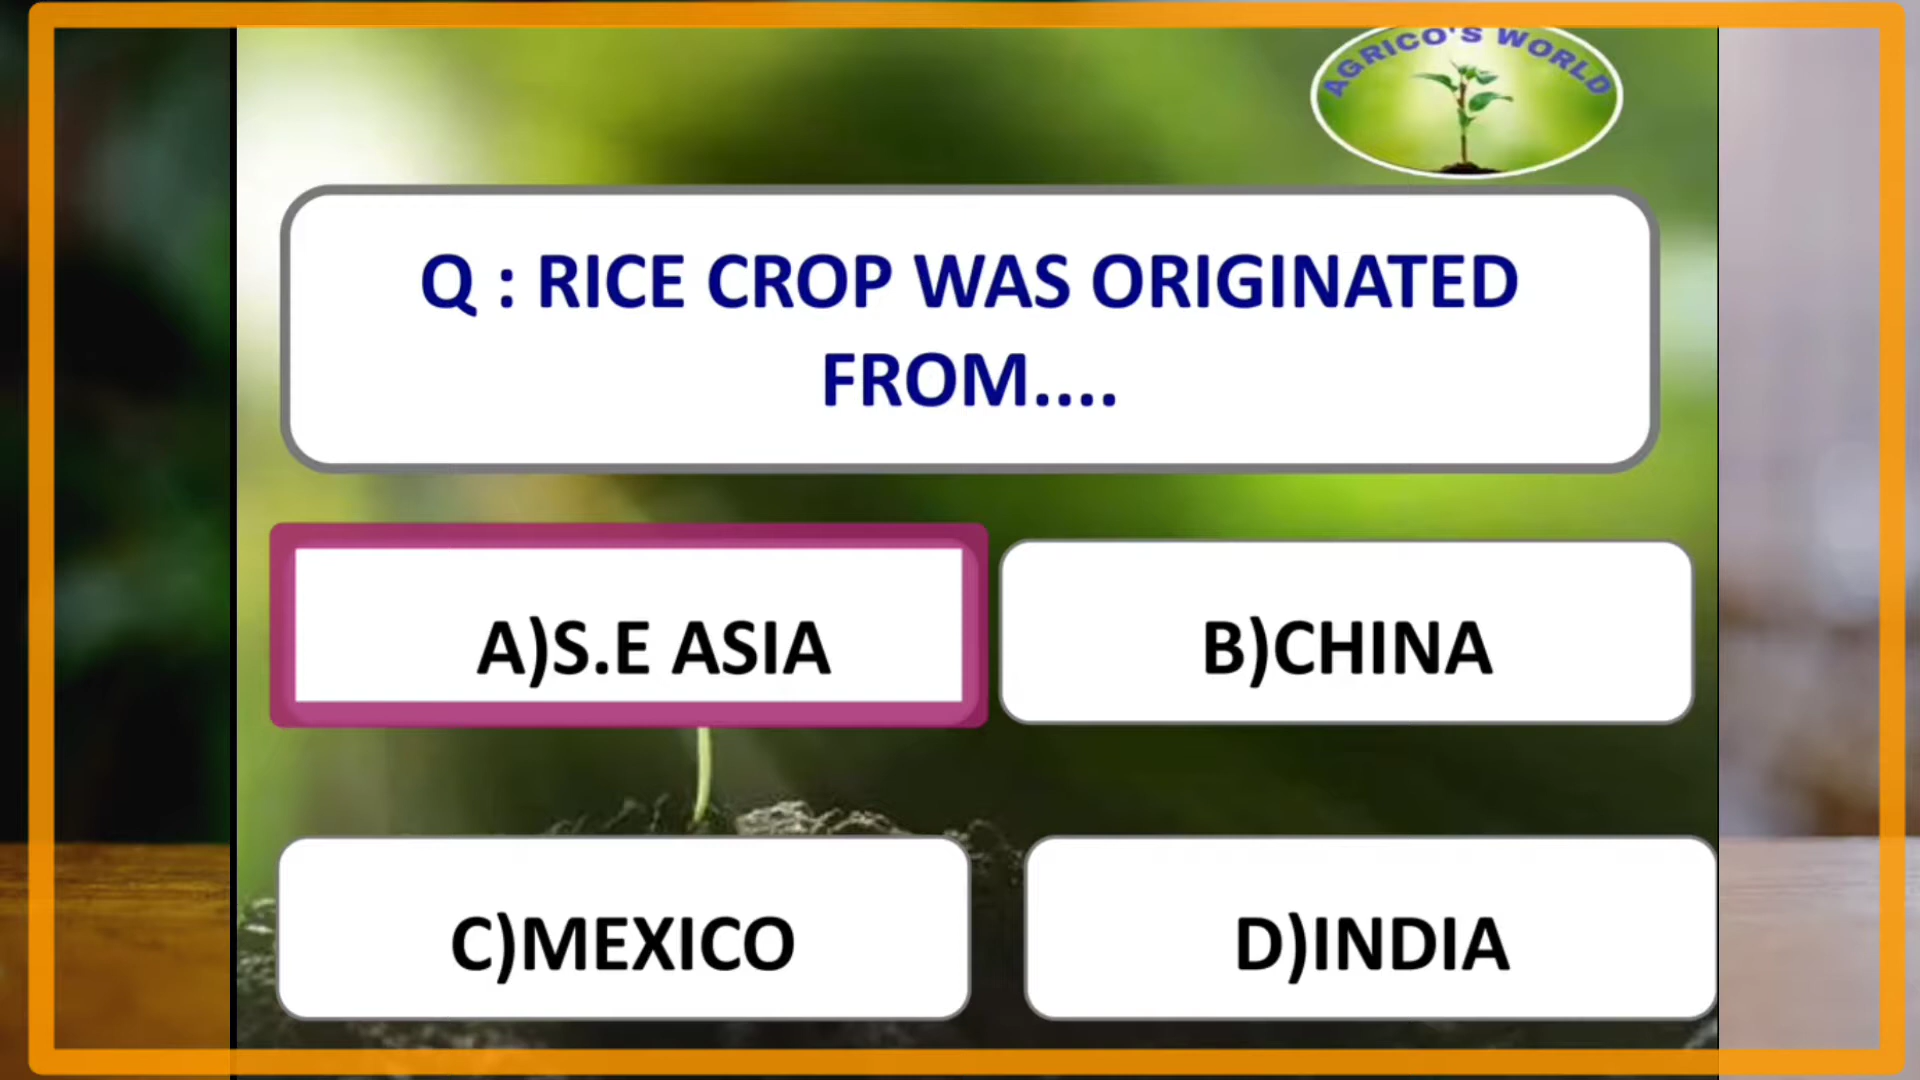 AGRICO'S WORLD
Q : RICE CROP WAS ORIGINATED
FROM....
A)S.E ASIA
B)CHINA
C)MEXICO
D)INDIA